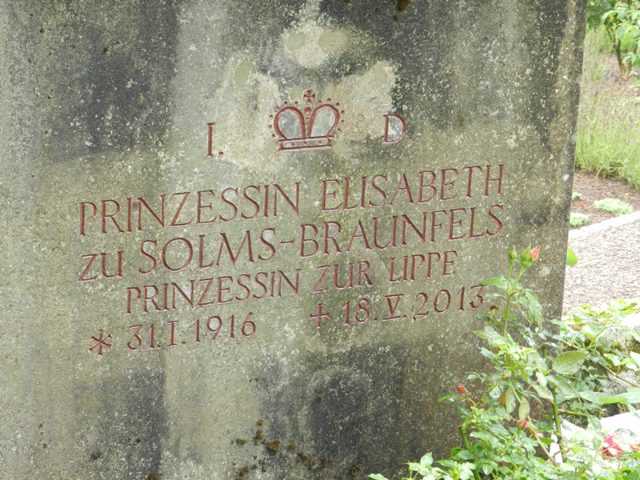 I. D.
PRINZESSIN ELISABETH
ZU SOLMS-BRAUNFELS
PRINZESSIN ZUR LIPPE
* 31.I.1916 + 18.V.2013